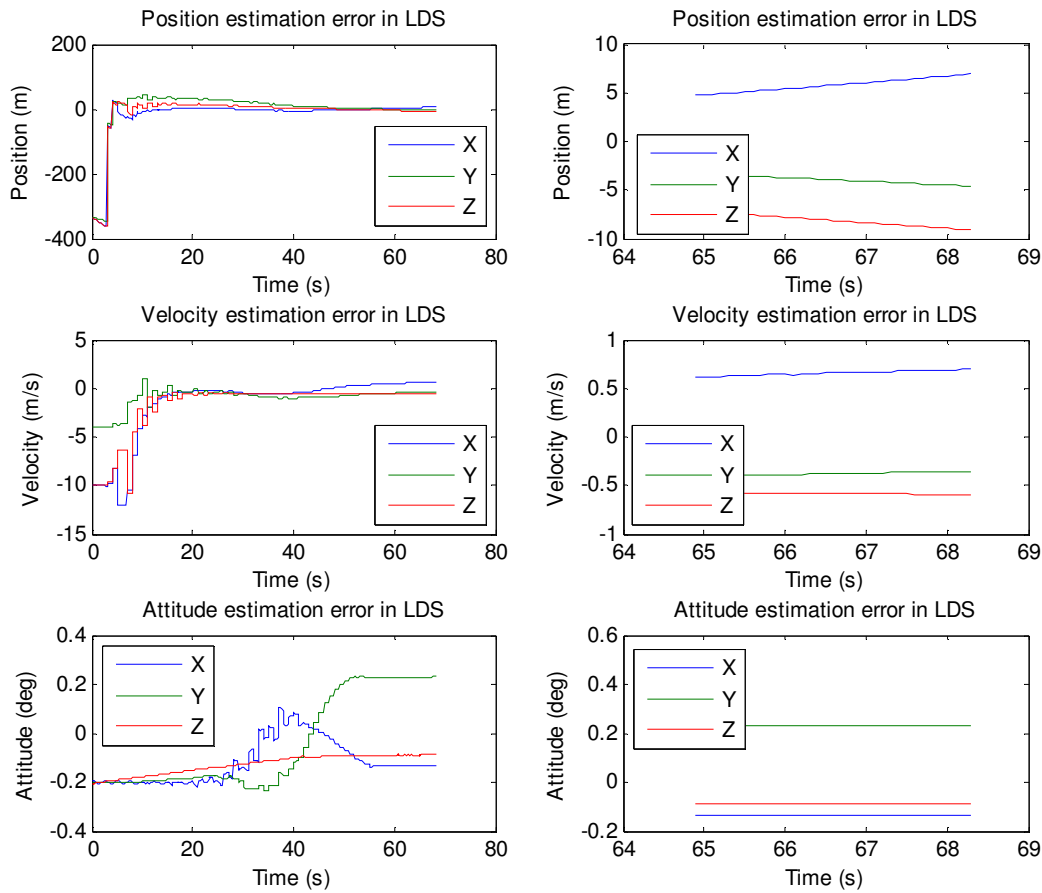 Position estimation error in LDS
200
0
-200
-400
Position (m)
0 20 40 60 80
Time (s)
X
Y
Z
Position estimation error in LDS
10
5
0
-5
-10
Position (m)
64 65 66 67 68 69
Time (s)
X
Y
Z
Velocity estimation error in LDS
5
0
-5
-10
-15
Velocity (m/s)
0 20 40 60 80
Time (s)
X
Y
Z
Velocity estimation error in LDS
1
0.5
0
-0.5
-1
Velocity (m/s)
64 65 66 67 68 69
Time (s)
X
Y
Z
Attitude estimation error in LDS
0.4
0.2
0
-0.2
-0.4
Attitude (deg)
0 20 40 60 80
Time (s)
X
Y
Z
Attitude estimation error in LDS
0.6
0.4
0.2
0
-0.2
Attitude (deg)
64 65 66 67 68 69
Time (s)
X
Y
Z